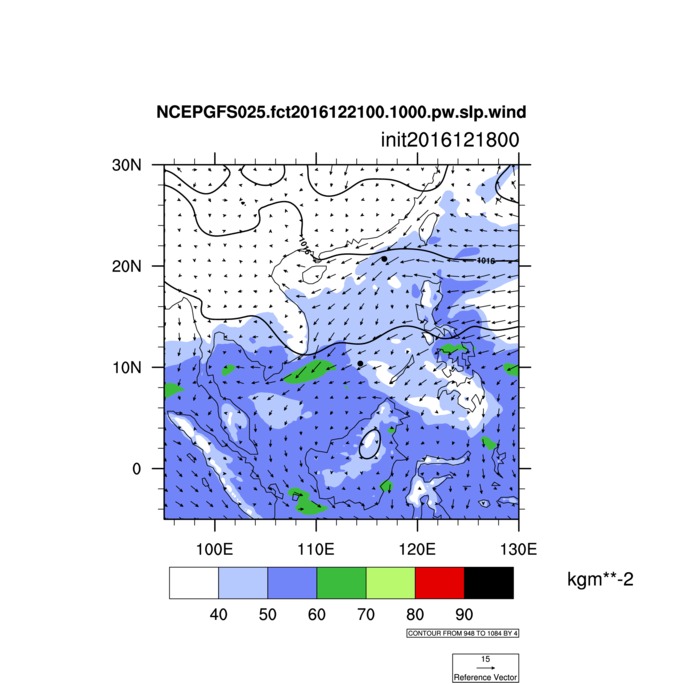 NCEPGFS025.fct2016122100.1000.pw.slp.wind
init2016121800
30N
1016
20N
1016
10N
0
100E 110E 120E 130E
kgm**-2
40 50 60 70 80 90
CONTOUR FROM 948 TO 1084 BY 4
15
Reference Vector